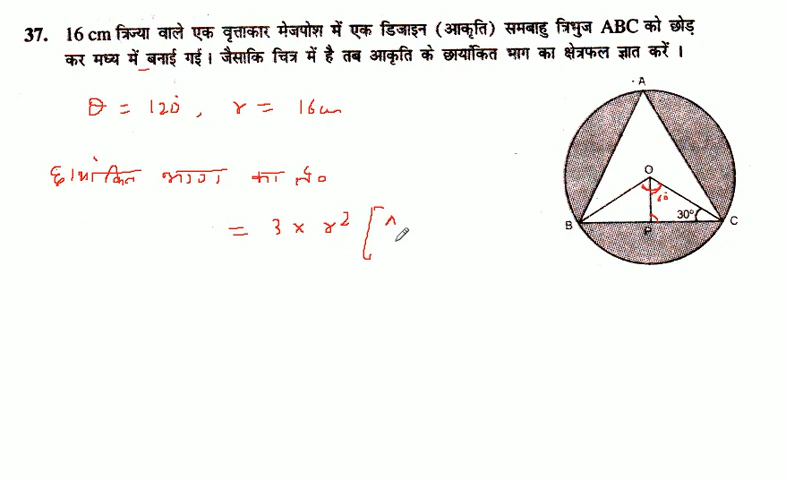 37. 16 cm त्रिज्या वाले एक वृत्ताकार मेजपोश में एक डिजाइन (आकृति) समबाहु त्रिभुज ABC को छोड़
कर मध्य में बनाई गई। जैसाकि चित्र में है तब आकृति के छायांकित भाग का क्षेत्रफल ज्ञात करें ।
A
θ = 120°, r = 16cm
O
60°
छायांकित भाग का क्षे०
30°
B P C
= 3 × r² [